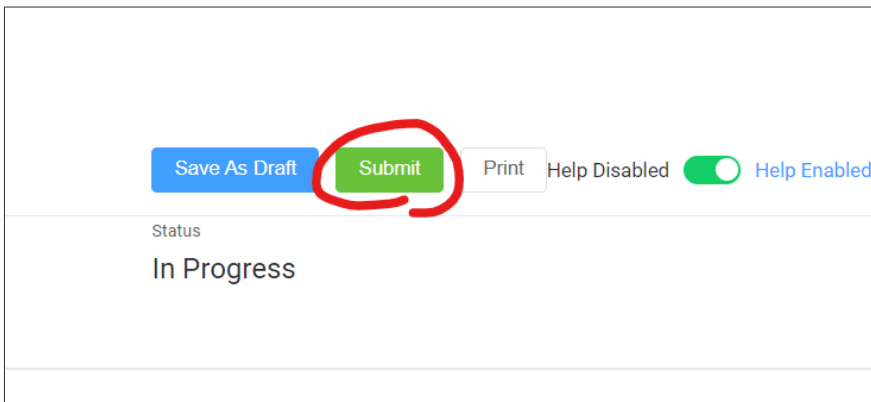 Save As Draft Submit Print Help Disabled Help Enabled
Status
In Progress